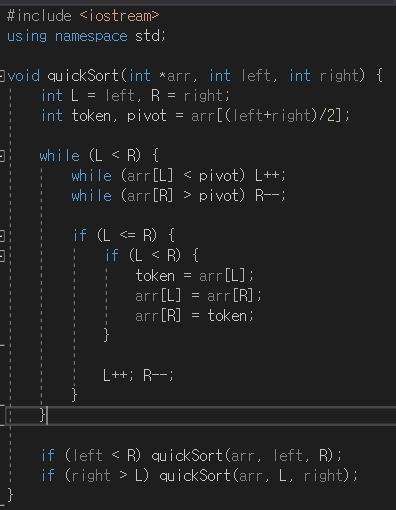 #include <iostream>
using namespace std;
void quickSort(int *arr, int left, int right) {
int L = left, R = right;
int token, pivot = arr[(left+right)/2];
while (L < R) {
while (arr[L] < pivot) L++;
while (arr[R] > pivot) R--;
if (L <= R) {
if (L < R) {
token = arr[L];
arr[L] = arr[R];
arr[R] = token;
}
L++; R--;
}
}
if (left < R) quickSort(arr, left, R);
if (right > L) quickSort(arr, L, right);
}